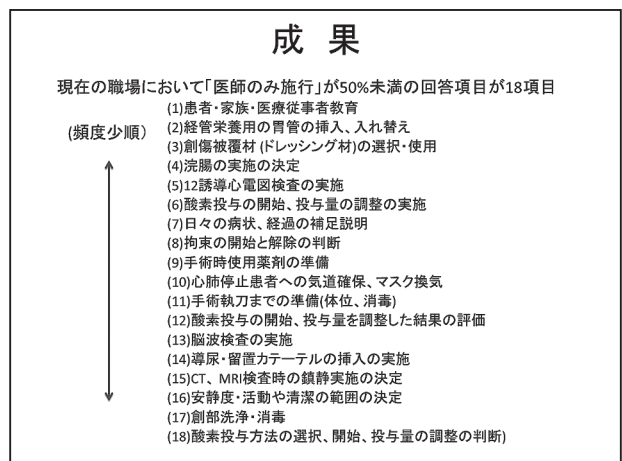 成 果
現在の職場において「医師のみ施行」が50%未満の回答項目が18項目
(頻度少順)
(1)患者・家族・医療従事者教育
(2)経管栄養用の胃管の挿入、入れ替え
(3)創傷被覆材 (ドレッシング材)の選択・使用
(4)浣腸の実施の決定
(5)12誘導心電図検査の実施
(6)酸素投与の開始、投与量の調整の実施
(7)日々の病状、経過の補足説明
(8)拘束の開始と解除の判断
(9)手術時使用薬剤の準備
(10)心肺停止患者への気道確保、マスク換気
(11)手術執刀までの準備(体位、消毒)
(12)酸素投与の開始、投与量を調整した結果の評価
(13)脳波検査の実施
(14)導尿・留置カテーテルの挿入の実施
(15)CT、MRI検査時の鎮静実施の決定
(16)安静度・活動や清潔の範囲の決定
(17)創部洗浄・消毒
(18)酸素投与方法の選択、開始、投与量の調整の判断)